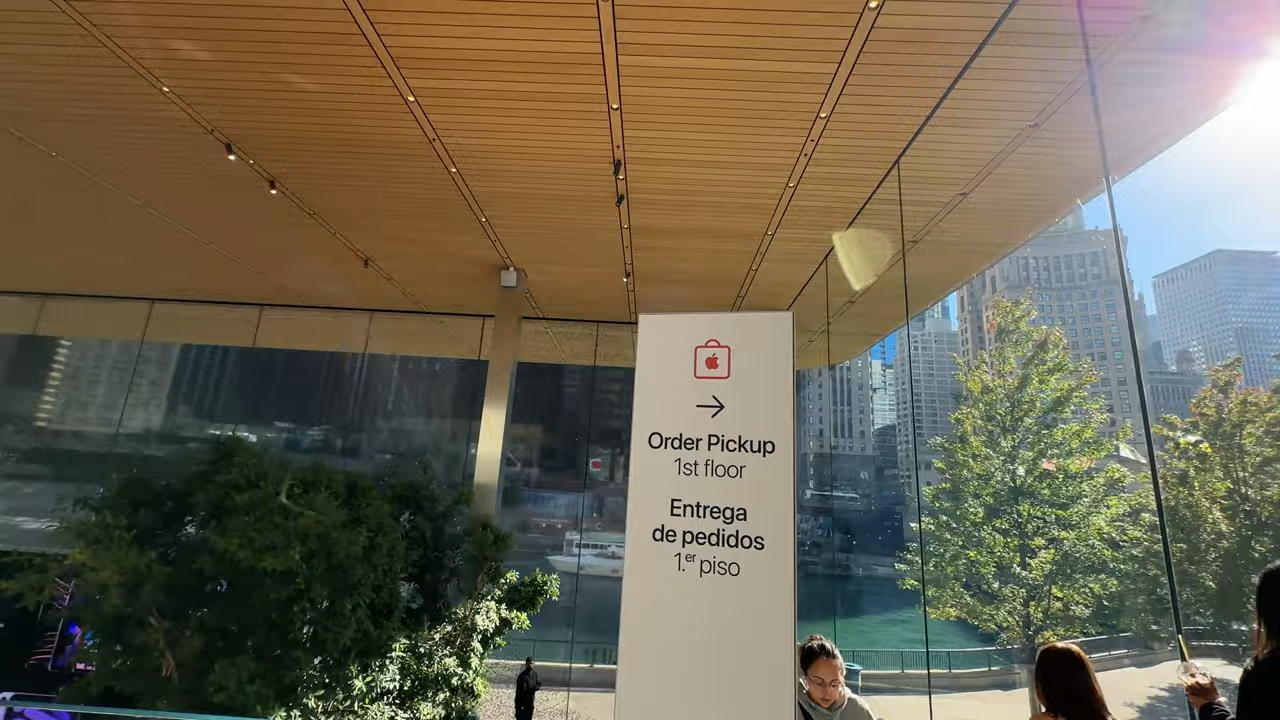 →
Order Pickup
1st floor
Entrega
de pedidos
1.er piso